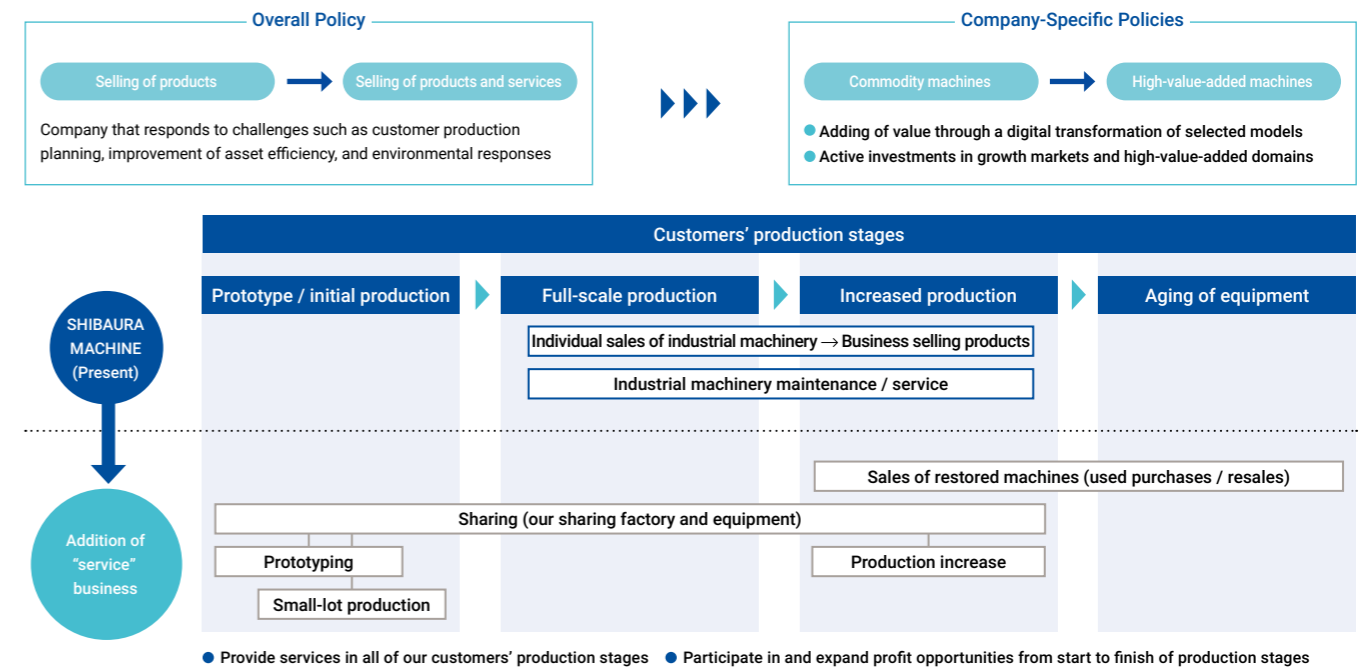 Overall Policy
Selling of products → Selling of products and services
Company that responds to challenges such as customer production
planning, improvement of asset efficiency, and environmental responses
Company-Specific Policies
Commodity machines → High-value-added machines
● Adding of value through a digital transformation of selected models
● Active investments in growth markets and high-value-added domains
Customers’ production stages
Prototype / initial production
Full-scale production
Increased production
Aging of equipment
SHIBAURA
MACHINE
(Present)
Individual sales of industrial machinery → Business selling products
Industrial machinery maintenance / service
Addition of
“service”
business
Sales of restored machines (used purchases / resales)
Sharing (our sharing factory and equipment)
Prototyping
Production increase
Small-lot production
● Provide services in all of our customers’ production stages ● Participate in and expand profit opportunities from start to finish of production stages